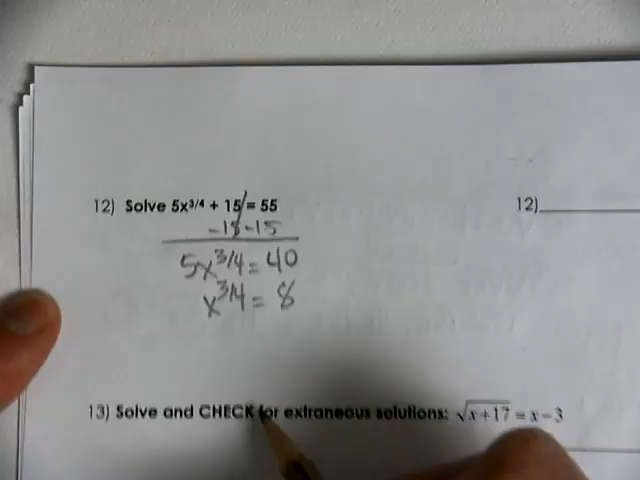 12) Solve 5x^3/4 + 15 = 55
12)
-15 -15
5x^3/4 = 40
x^3/4 = 8
13) Solve and CHECK for extraneous solutions: √x+17 = x-3